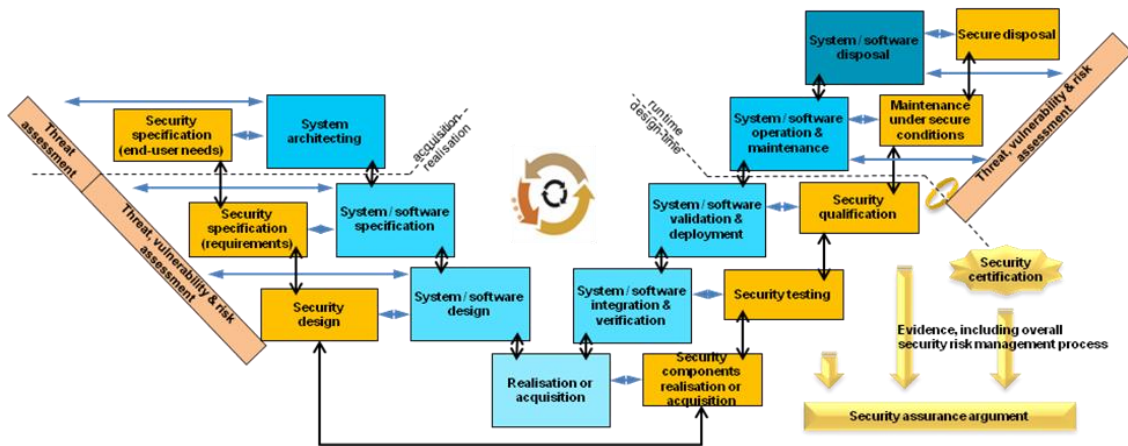 System / software
disposal
Secure disposal
Security
specification
(end-user needs)
System
architecting
acquisition
realisation
runtime
design-time
System / software
operation &
maintenance
Maintenance
under secure
conditions
Threat
assessment
Threat, vulnerability & risk
assessment
Security
specification
(requirements)
System / software
specification
System / software
validation &
deployment
Security
qualification
Threat, vulnerability & risk
assessment
Security
design
System / software
design
System / software
integration &
verification
Security testing
Security
certification
Realisation or
acquisition
Security
components
realisation or
acquisition
Evidence, including overall
security risk management process
Security assurance argument